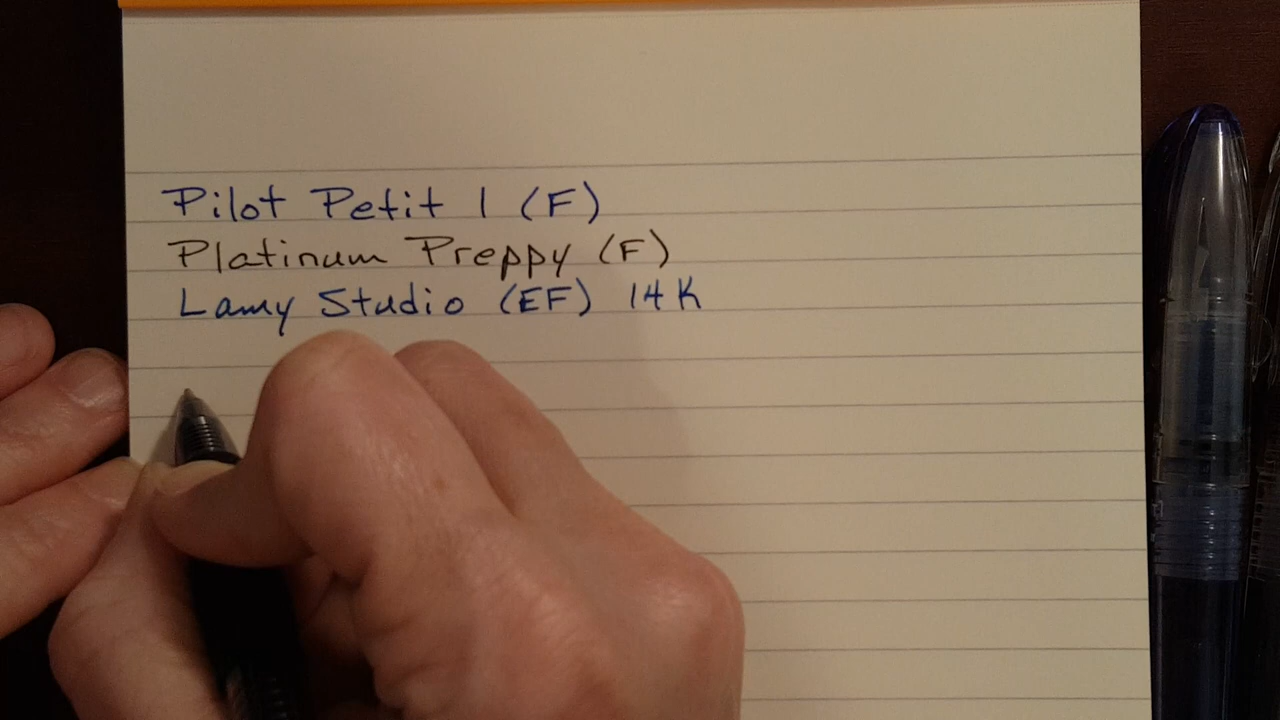 Pilot Petit 1 (F)
Platinum Preppy (F)
Lamy Studio (EF) 14K